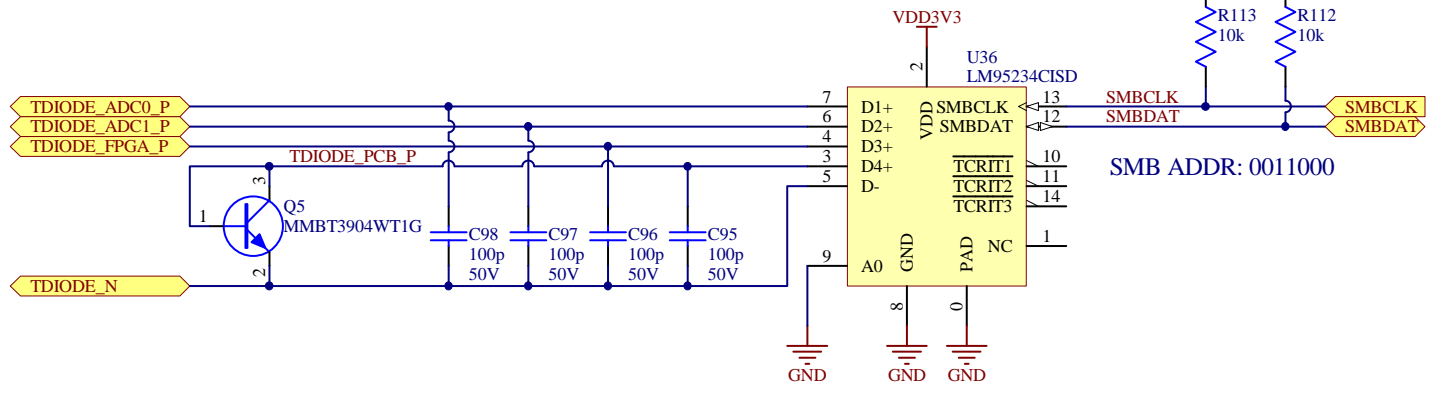 VDD3V3
R113
10k
R112
10k
2
U36
LM95234CISD
TDIODE_ADC0_P
7
D1+
VDD
SMBCLK
13
SMBCLK
SMBCLK
TDIODE_ADC1_P
6
D2+
SMBDAT
12
SMBDAT
SMBDAT
TDIODE_FPGA_P
4
D3+
TDIODE_PCB_P
3
D4+
TCRIT1
10
SMB ADDR: 0011000
5
D-
TCRIT2
11
TCRIT3
14
3
Q5
1
MMBT3904WT1G
2
C98
100p
50V
C97
100p
50V
C96
100p
50V
C95
100p
50V
NC
1
9
A0
GND
PAD
TDIODE_N
8
0
GND
GND
GND